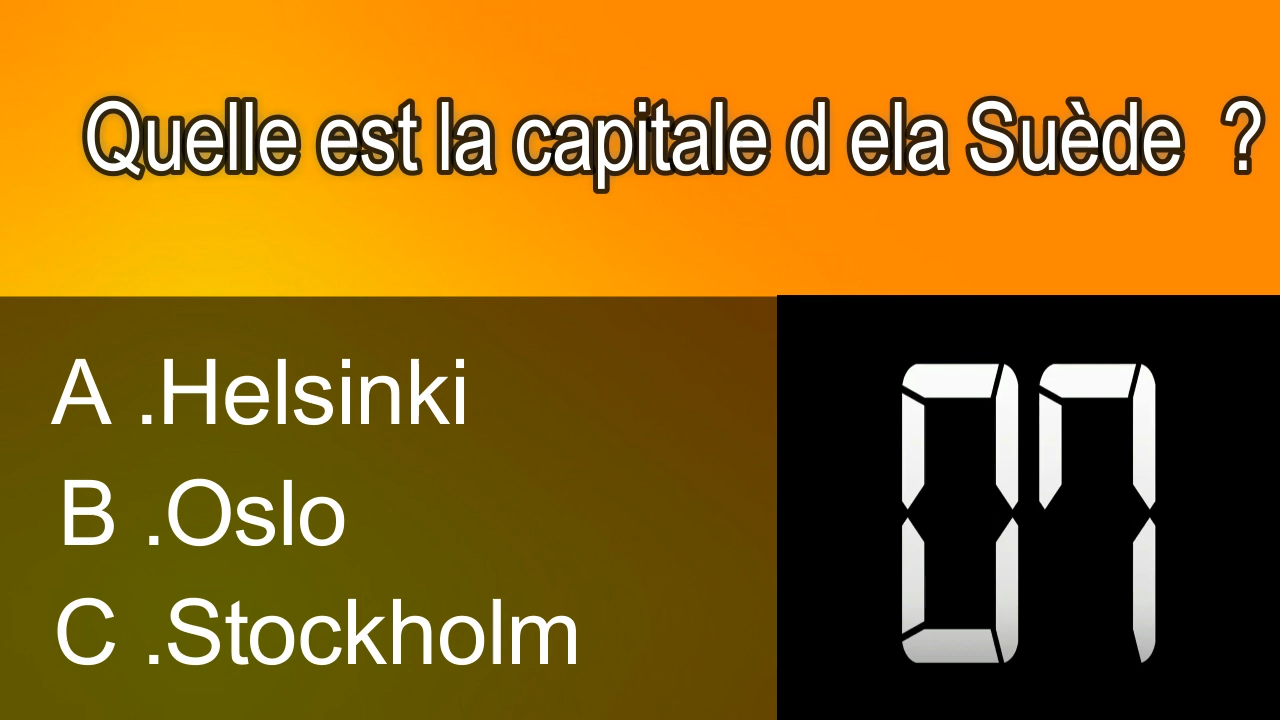 Quelle est la capitale d ela Suède ?
A .Helsinki
B .Oslo
C .Stockholm
07